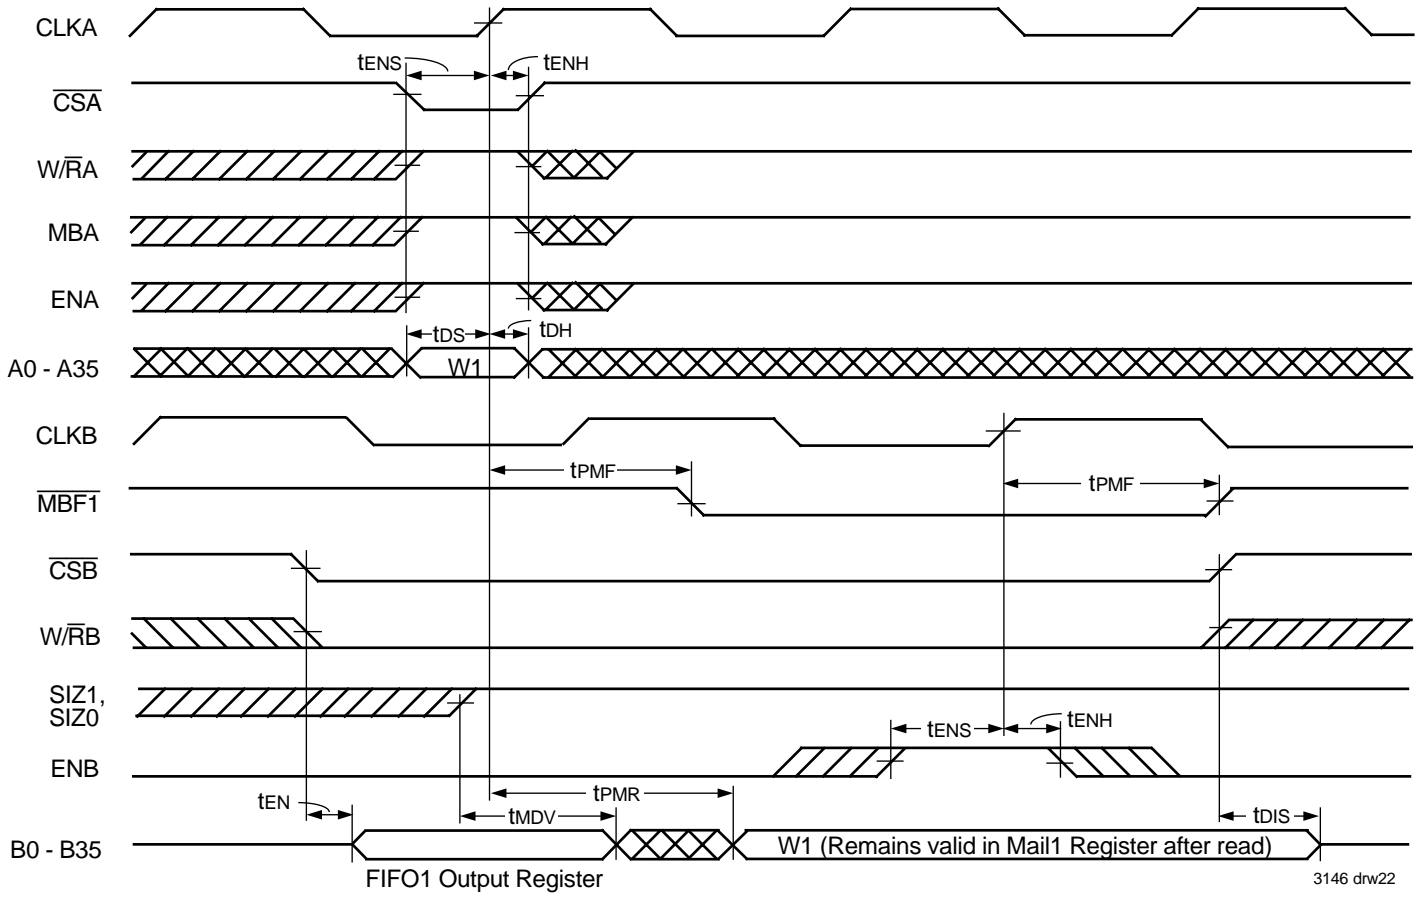 CLKA
tENS
tENH
CSA
W/RA
MBA
ENA
tDS
tDH
A0 - A35
W1
CLKB
tPMF
tPMF
MBF1
CSB
W/RB
SIZ1,
SIZ0
tENS
tENH
ENB
tEN
tPMR
tMDV
tDIS
B0 - B35
W1 (Remains valid in Mail1 Register after read)
FIFO1 Output Register
3146 drw22